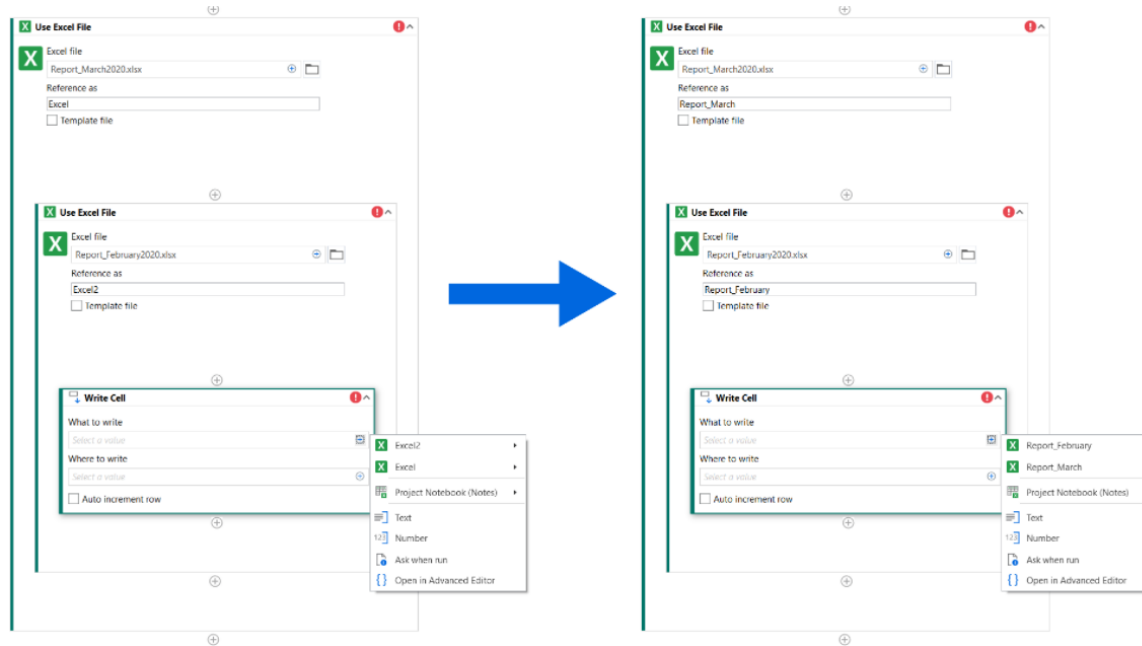 Use Excel File
Excel file
Report_March2020.xlsx
Reference as
Excel
Template file
Use Excel File
Excel file
Report_February2020.xlsx
Reference as
Excel2
Template file
Write Cell
What to write
Select a value
Where to write
Select a value
Auto increment row
Excel2
Excel
Project Notebook (Notes)
Text
123 Number
Ask when run
{} Open in Advanced Editor
Use Excel File
Excel file
Report_March2020.xlsx
Reference as
Report_March
Template file
Use Excel File
Excel file
Report_February2020.xlsx
Reference as
Report_February
Template file
Write Cell
What to write
Select a value
Where to write
Select a value
Auto increment row
Report_February
Report_March
Project Notebook (Notes)
Text
123 Number
Ask when run
{} Open in Advanced Editor